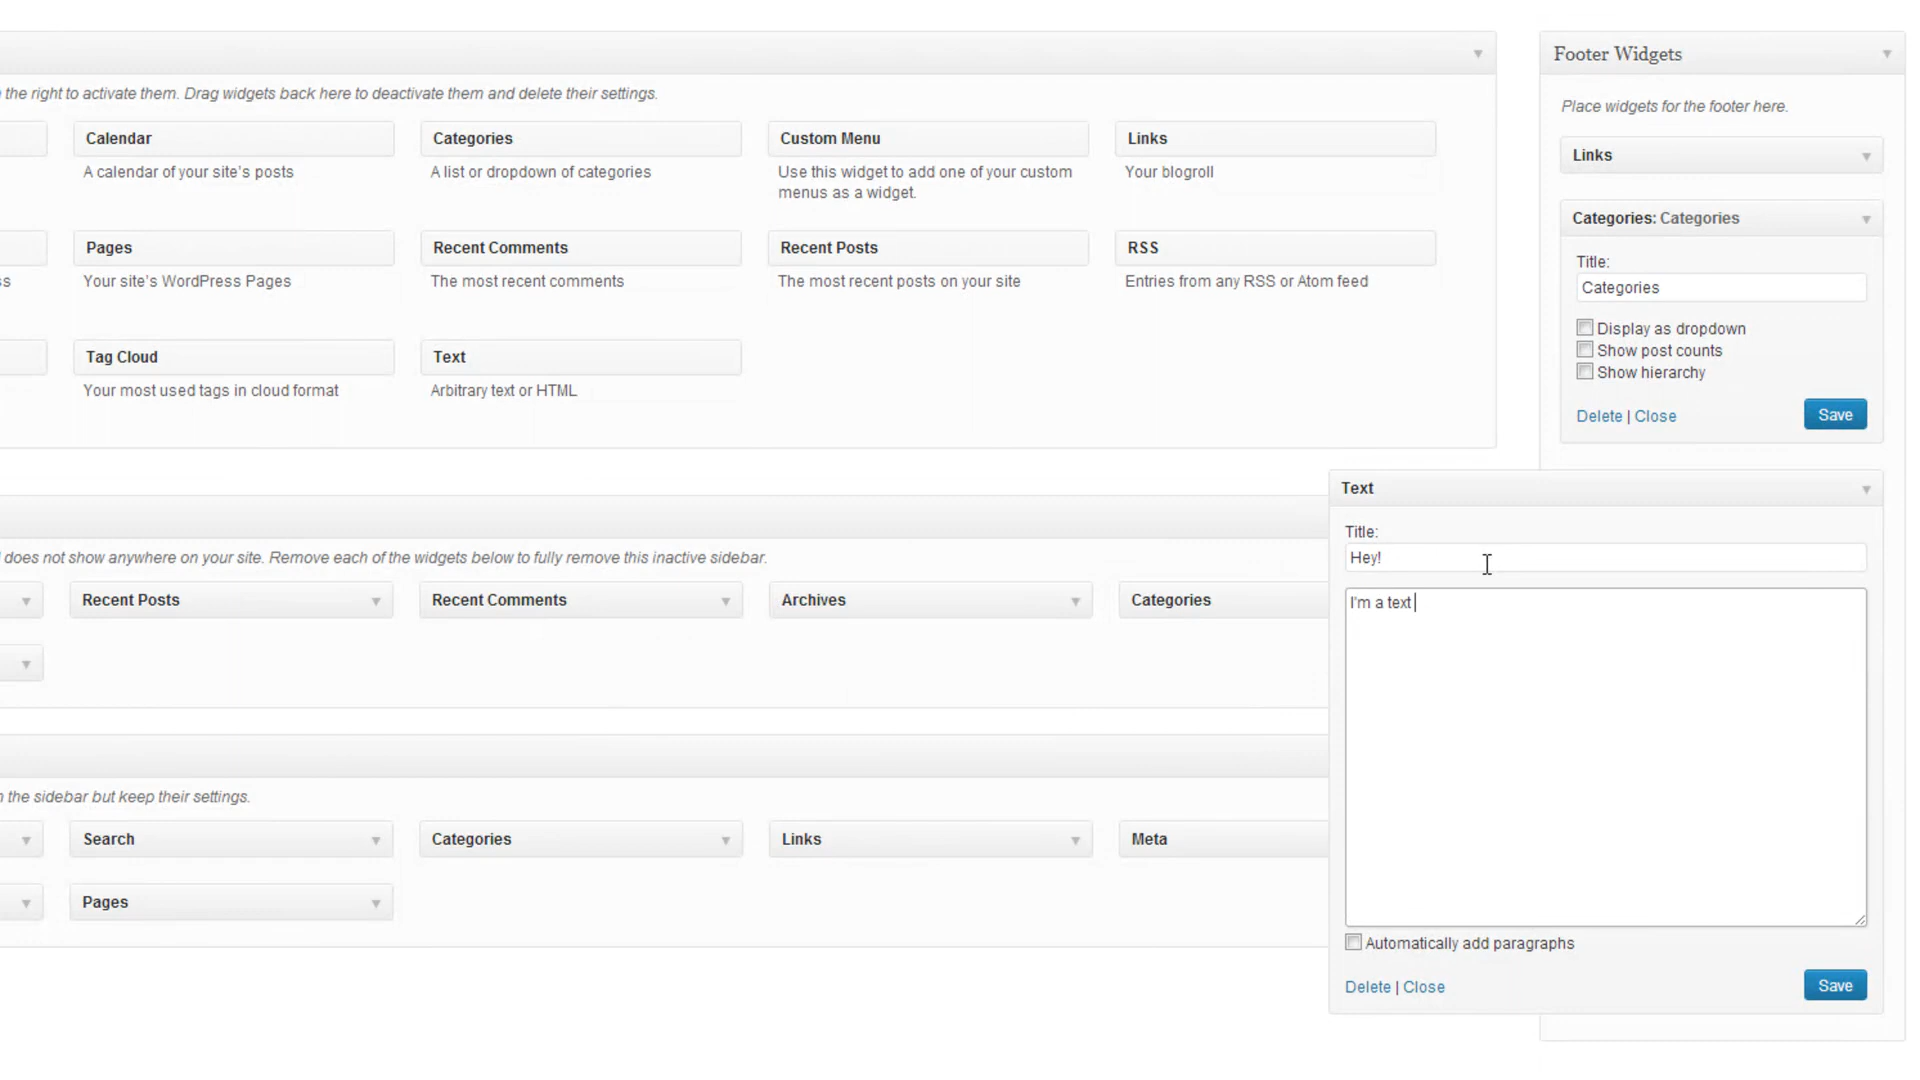 Footer Widgets
the right to activate them. Drag widgets back here to deactivate them and delete their settings.
Place widgets for the footer here.
Calendar
Categories
Custom Menu
Links
A calendar of your site's posts
A list or dropdown of categories
Use this widget to add one of your custom
menus as a widget.
Your blogroll
Pages
Recent Comments
Recent Posts
RSS
Your site's WordPress Pages
The most recent comments
The most recent posts on your site
Entries from any RSS or Atom feed
Tag Cloud
Text
Your most used tags in cloud format
Arbitrary text or HTML
Links
Categories: Categories
Title:
Categories
Display as dropdown
Show post counts
Show hierarchy
Delete | Close
Save
does not show anywhere on your site. Remove each of the widgets below to fully remove this inactive sidebar.
Recent Posts
Recent Comments
Archives
Categories
the sidebar but keep their settings.
Search
Categories
Links
Meta
Pages
Text
Title:
Hey!
I'm a text
Automatically add paragraphs
Delete | Close
Save